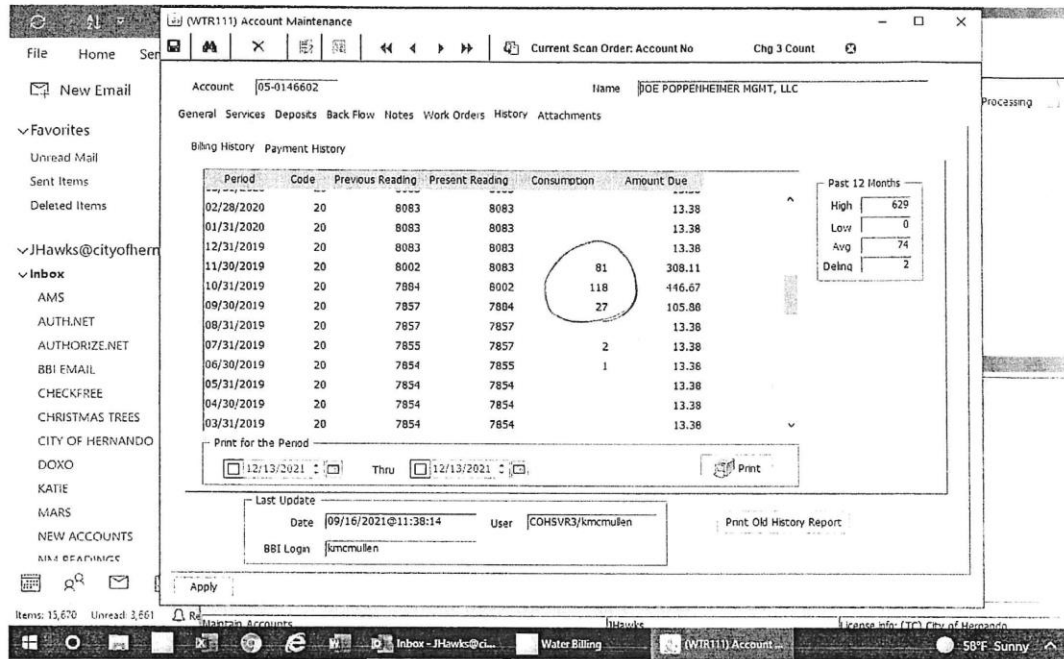 (WTR111) Account Maintenance
File Home
Current Scan Order: Account No Chg 3 Count
New Email
Account 05-0146602 Name JOE POPPENHEIMER MGMT, LLC
Processing
General Services Deposits Back Flow Notes Work Orders History Attachments
Favorites
Billing History Payment History
Unread Mail
Sent Items
Deleted Items
Period Code Previous Reading Present Reading Consumption Amount Due
02/28/2020 20 8083 8083 13.38
01/31/2020 20 8083 8083 13.38
12/31/2019 20 8083 8083 13.38
11/30/2019 20 8002 8083 81 308.11
10/31/2019 20 7884 8002 118 446.67
09/30/2019 20 7857 7884 27 105.88
08/31/2019 20 7857 7857 13.38
07/31/2019 20 7855 7857 2 13.38
06/30/2019 20 7854 7855 1 13.38
05/31/2019 20 7854 7854 13.38
04/30/2019 20 7854 7854 13.38
03/31/2019 20 7854 7854 13.38
Past 12 Months
High 629
Low 0
Avg 74
Delinq 2
JHawks@cityofhern
Inbox
AMS
AUTH.NET
AUTHORIZE.NET
BBI EMAIL
CHECKFREE
CHRISTMAS TREES
CITY OF HERNANDO
DOXO
KATIE
MARS
NEW ACCOUNTS
NM READINGS
Print for the Period
12/13/2021 Thru 12/13/2021 Print
Last Update
Date 09/16/2021@11:38:14 User COHSVR3/kmcmullen
BBI Login kmcmullen
Print Old History Report
Apply
Items: 15,670 Unread: 3,661
Maintain Accounts JHawks License Info: (TC) City of Hernando
Inbox - JHawks@ci... Water Billing (WTR111) Account ... 58°F Sunny